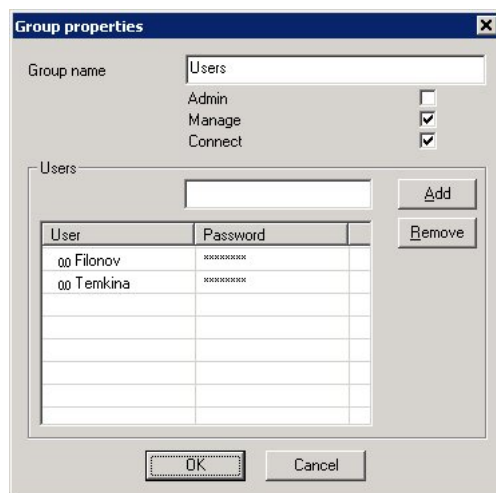 Group properties
Group name
Users
Admin
Manage
Connect
Users
Add
User Password
Remove
Filonov ********
Temkina ********
OK Cancel